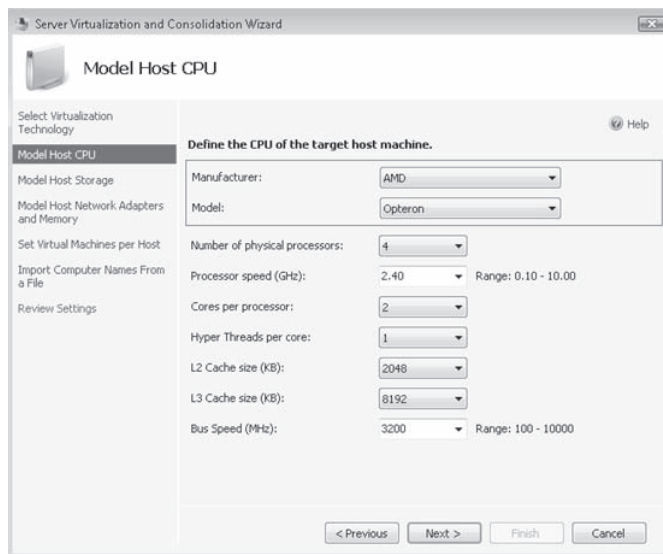 Server Virtualization and Consolidation Wizard
Model Host CPU
Select Virtualization
Technology
Model Host CPU
Model Host Storage
Model Host Network Adapters
and Memory
Set Virtual Machines per Host
Import Computer Names From
a File
Review Settings
Help
Define the CPU of the target host machine.
Manufacturer: AMD
Model: Opteron
Number of physical processors: 4
Processor speed (GHz): 2.40 Range: 0.10 - 10.00
Cores per processor: 2
Hyper Threads per core: 1
L2 Cache size (KB): 2048
L3 Cache size (KB): 8192
Bus Speed (MHz): 3200 Range: 100 - 10000
< Previous Next > Finish Cancel